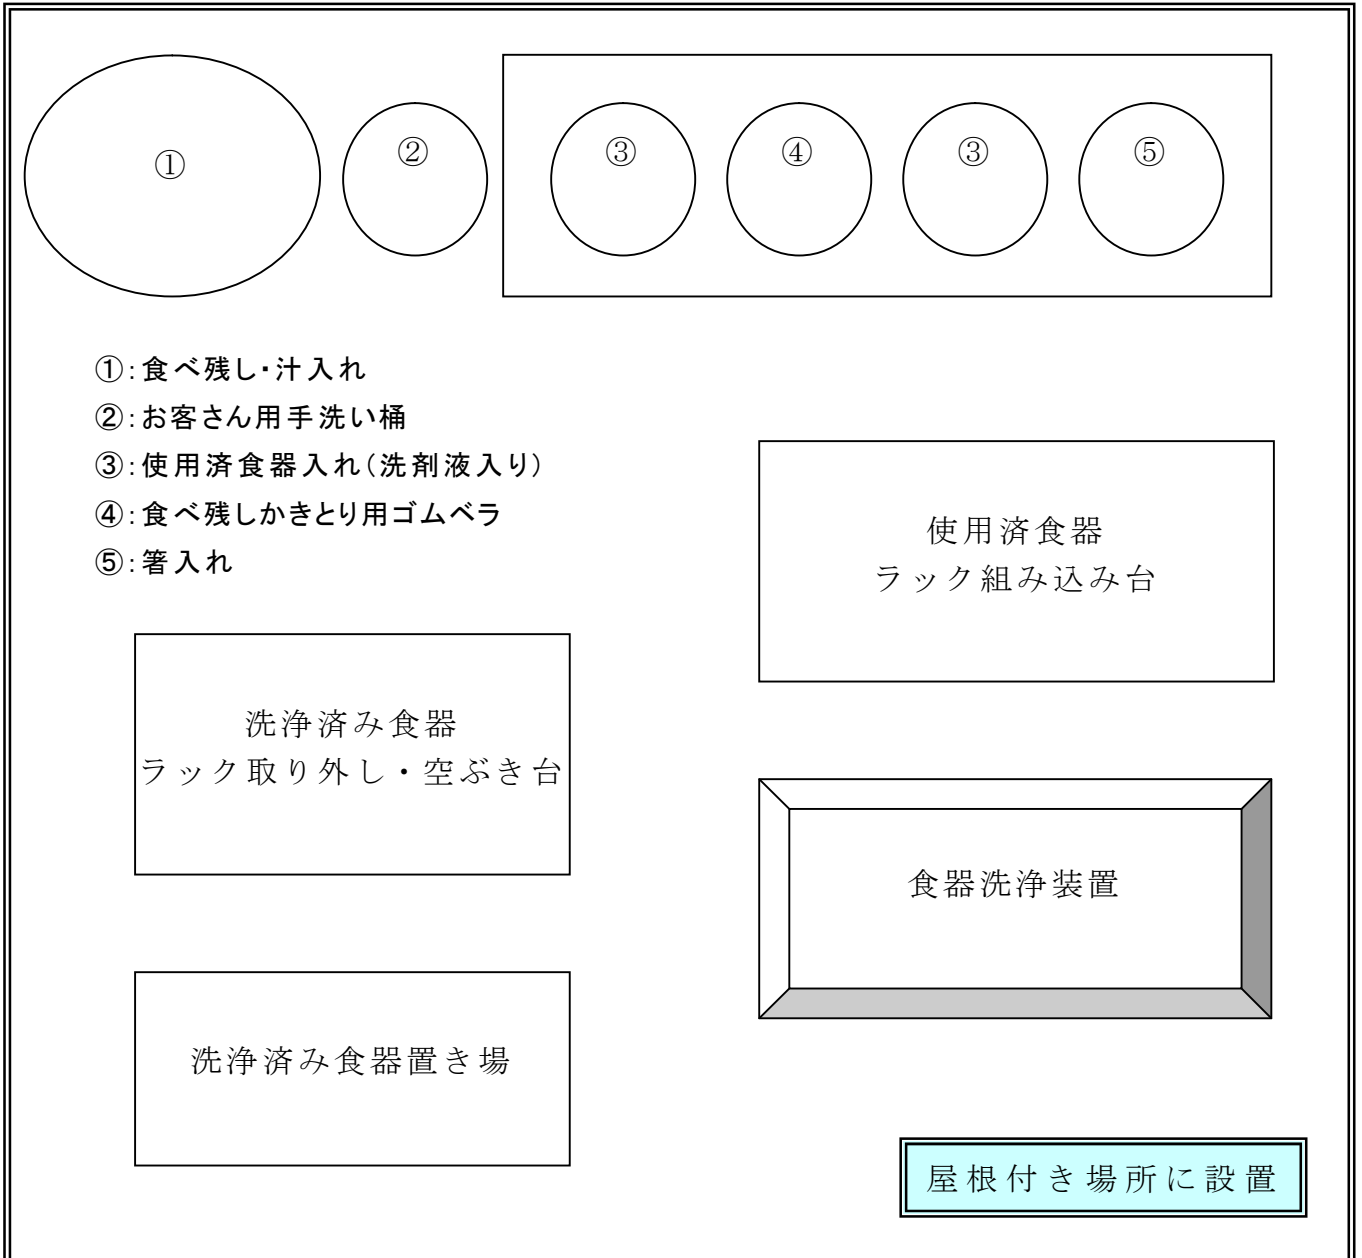 ①
②
③
④
③
⑤
①:食べ残し・汁入れ
②:お客さん用手洗い桶
③:使用済食器入れ(洗剤液入り)
④:食べ残しかきとり用ゴムベラ
⑤:箸入れ
使用済食器
ラック組み込み台
洗浄済み食器
ラック取り外し・空ぶき台
食器洗浄装置
洗浄済み食器置き場
屋根付き場所に設置